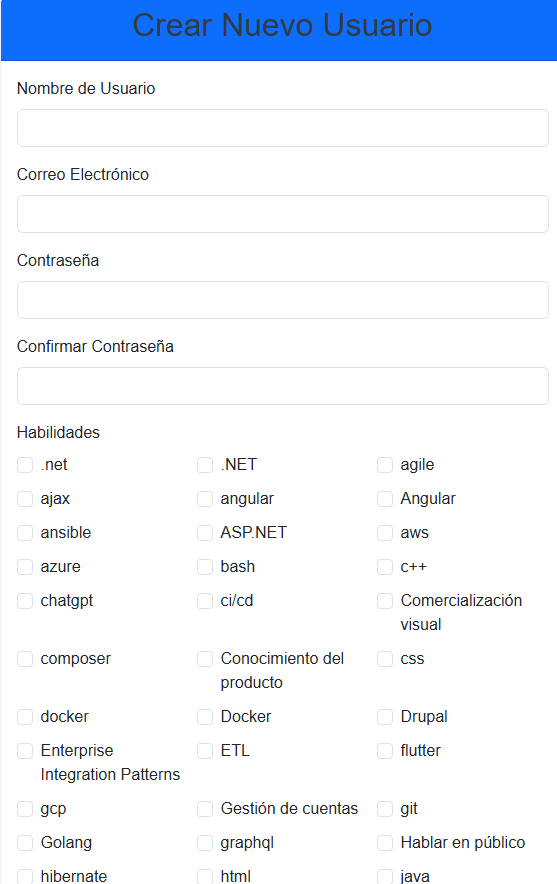 Crear Nuevo Usuario
Nombre de Usuario
Correo Electrónico
Contraseña
Confirmar Contraseña
Habilidades
.net .NET agile
ajax angular Angular
ansible ASP.NET aws
azure bash c++
chatgpt ci/cd Comercialización
visual
composer Conocimiento del css
producto
docker Docker Drupal
Enterprise ETL flutter
Integration Patterns
gcp Gestión de cuentas git
Golang graphql Hablar en público
hibernate html java